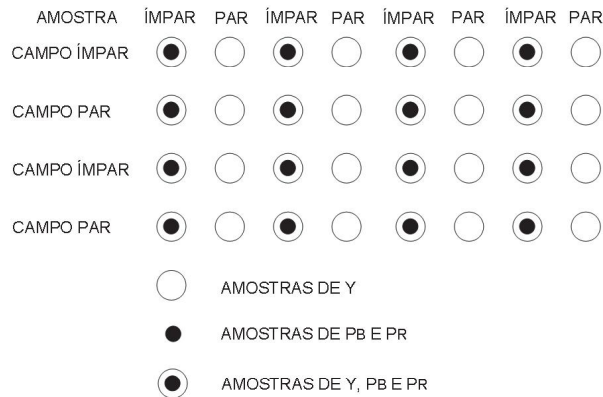 AMOSTRA ÍMPAR PAR ÍMPAR PAR ÍMPAR PAR ÍMPAR PAR
CAMPO ÍMPAR
CAMPO PAR
CAMPO ÍMPAR
CAMPO PAR
AMOSTRAS DE Y
AMOSTRAS DE PB E PR
AMOSTRAS DE Y, PB E PR